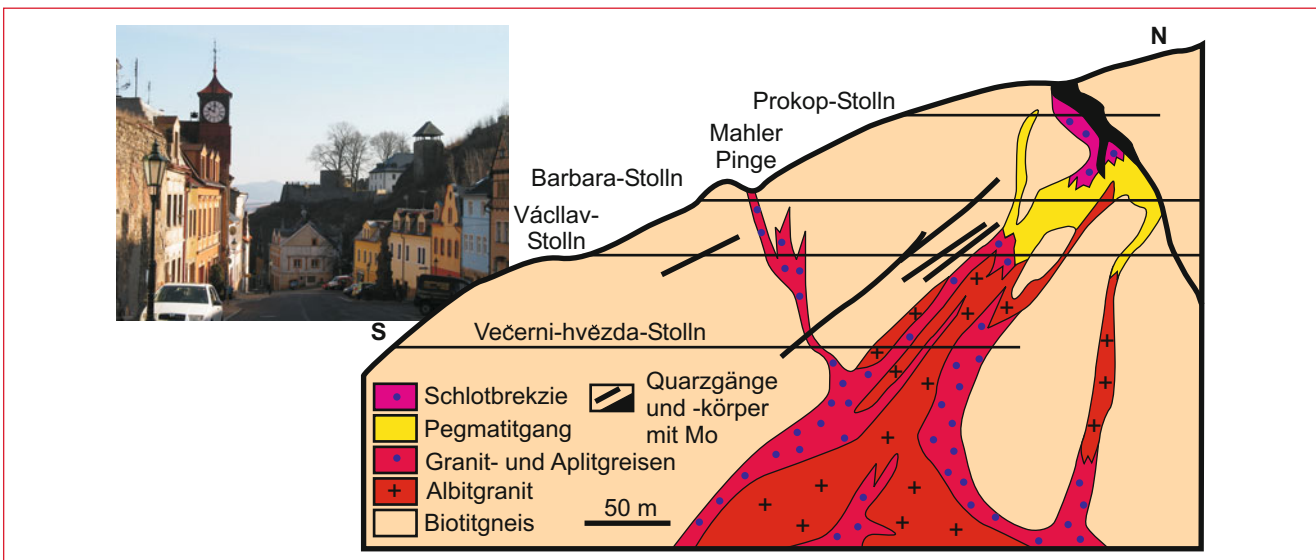 N
Prokop-Stolln
Mahler
Pinge
Barbara-Stolln
Václlav-
Stolln
S
Večerni-hvězda-Stolln
Schlotbrekzie
Pegmatitgang
Granit- und Aplitgreisen
Albitgranit
Biotitgneis
Quarzgänge
und -körper
mit Mo
50 m